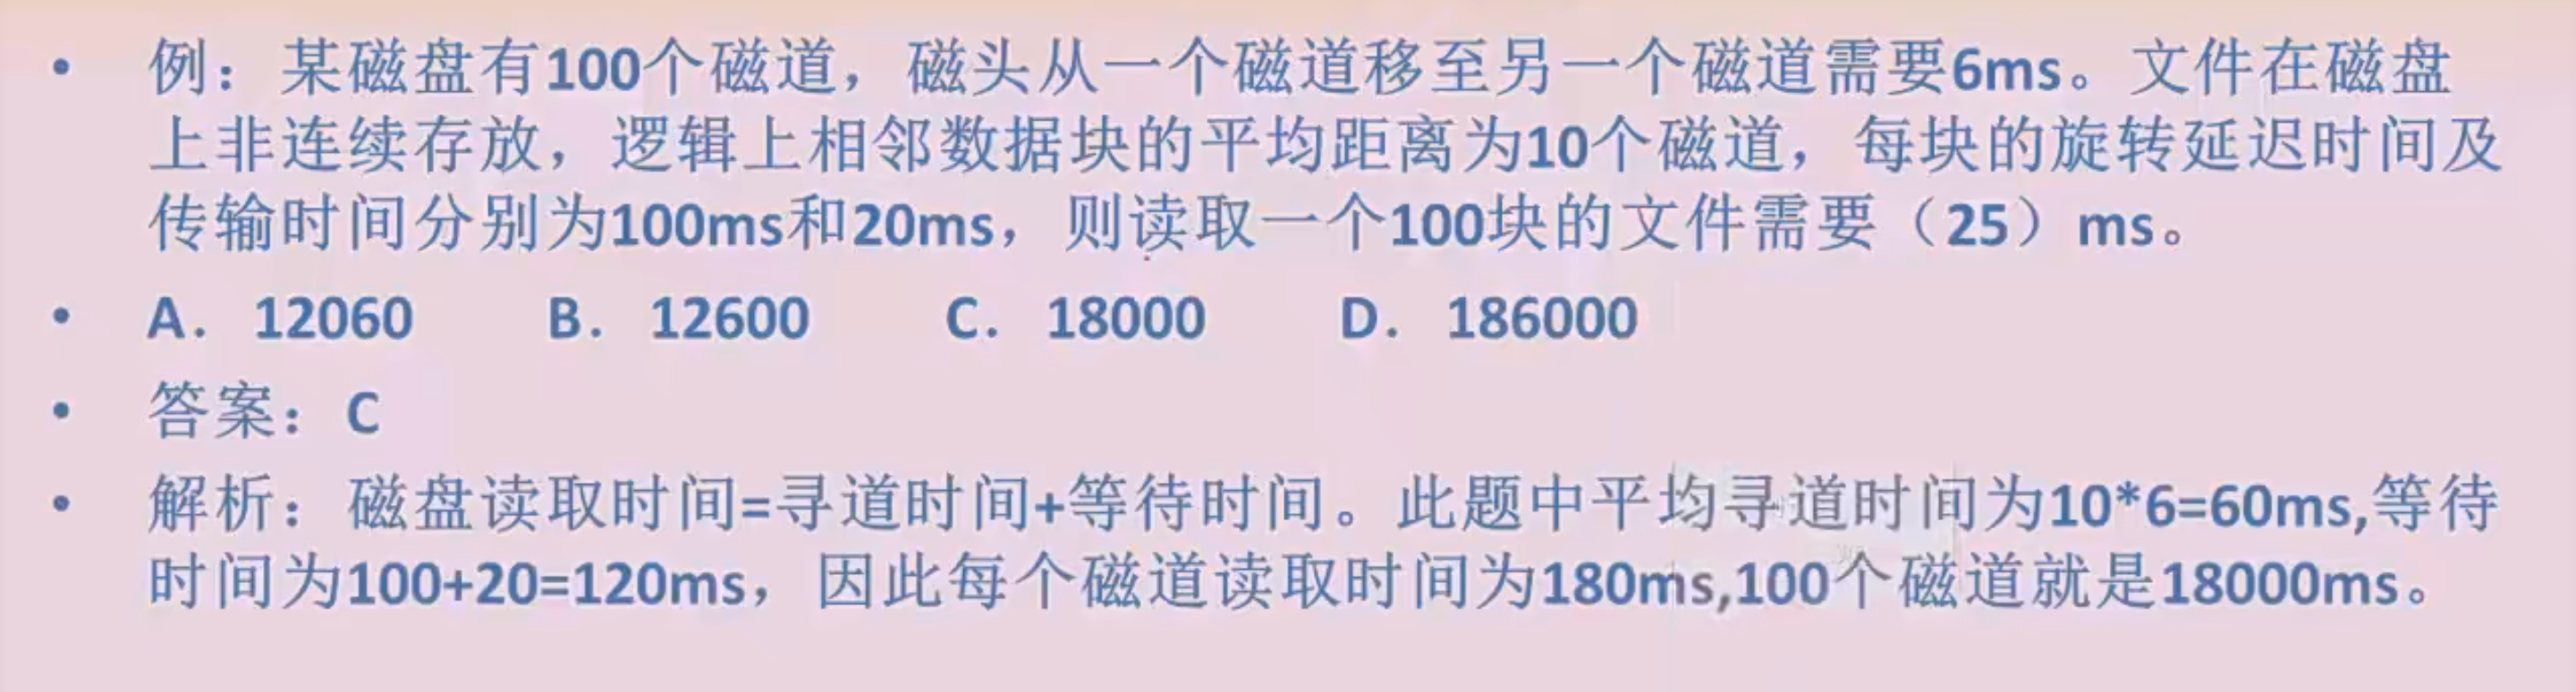 • 例：某磁盘有100个磁道，磁头从一个磁道移至另一个磁道需要6ms。文件在磁盘
上非连续存放，逻辑上相邻数据块的平均距离为10个磁道，每块的旋转延迟时间及
传输时间分别为100ms和20ms，则读取一个100块的文件需要（25）ms。
• A. 12060 B. 12600 C. 18000 D. 186000
• 答案：C
• 解析：磁盘读取时间=寻道时间+等待时间。此题中平均寻道时间为10*6=60ms,等待
时间为100+20=120ms，因此每个磁道读取时间为180ms,100个磁道就是18000ms。